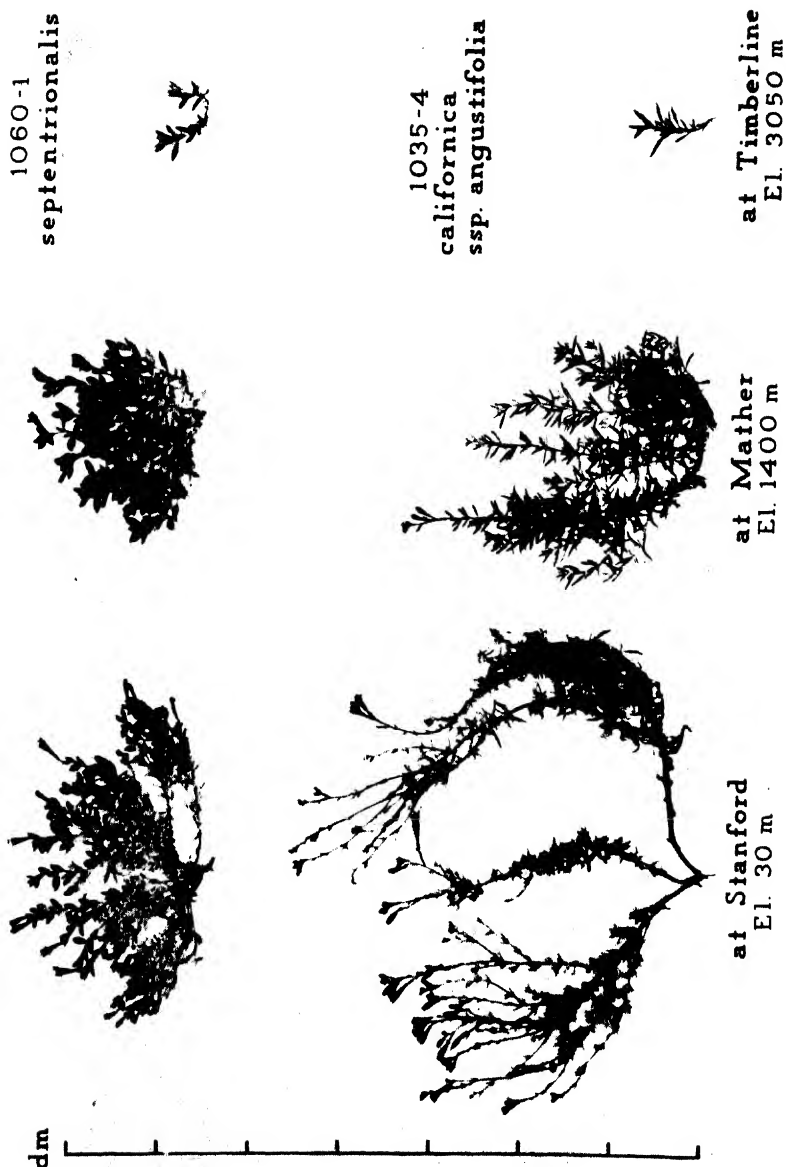 dm
1060-1
septentrionalis
1035-4
californica
ssp. angustifolia
at Stanford
El. 30 m
at Mather
El. 1400 m
at Timberline
El. 3050 m